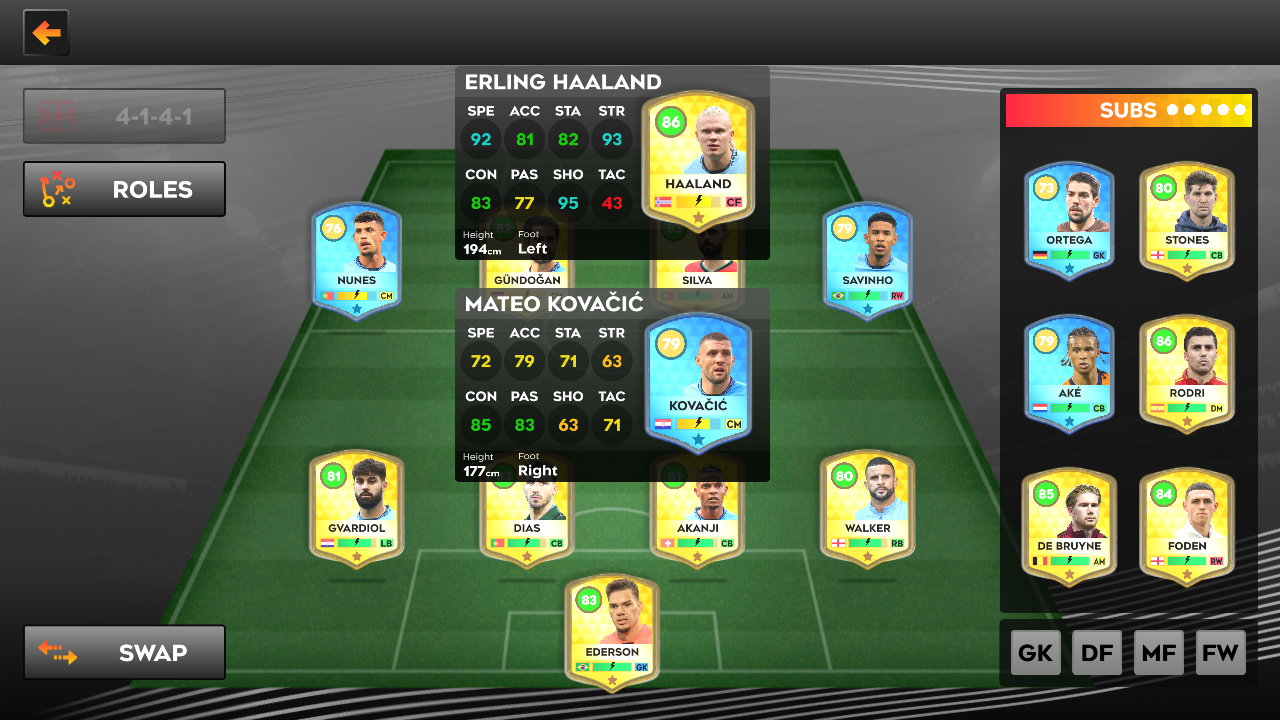 4-1-4-1
ROLES
SWAP
ERLING HAALAND
SPE ACC STA STR
92 81 82 93
CON PAS SHO TAC
83 77 95 43
Height Foot
194cm Left
86
HAALAND
CF
MATEO KOVAČIĆ
SPE ACC STA STR
72 79 71 63
CON PAS SHO TAC
85 83 63 71
Height Foot
177cm Right
79
KOVAČIĆ
CM
76
NUNES
CM
GÜNDOĞAN
SILVA
AM
79
SAVINHO
RW
81
GVARDIOL
LB
DIAS
CB
81
AKANJI
CB
80
WALKER
RB
83
EDERSON
GK
SUBS
73
ORTEGA
GK
80
STONES
CB
79
AKÉ
CB
86
RODRI
DM
85
DE BRUYNE
AM
84
FODEN
RW
GK DF MF FW